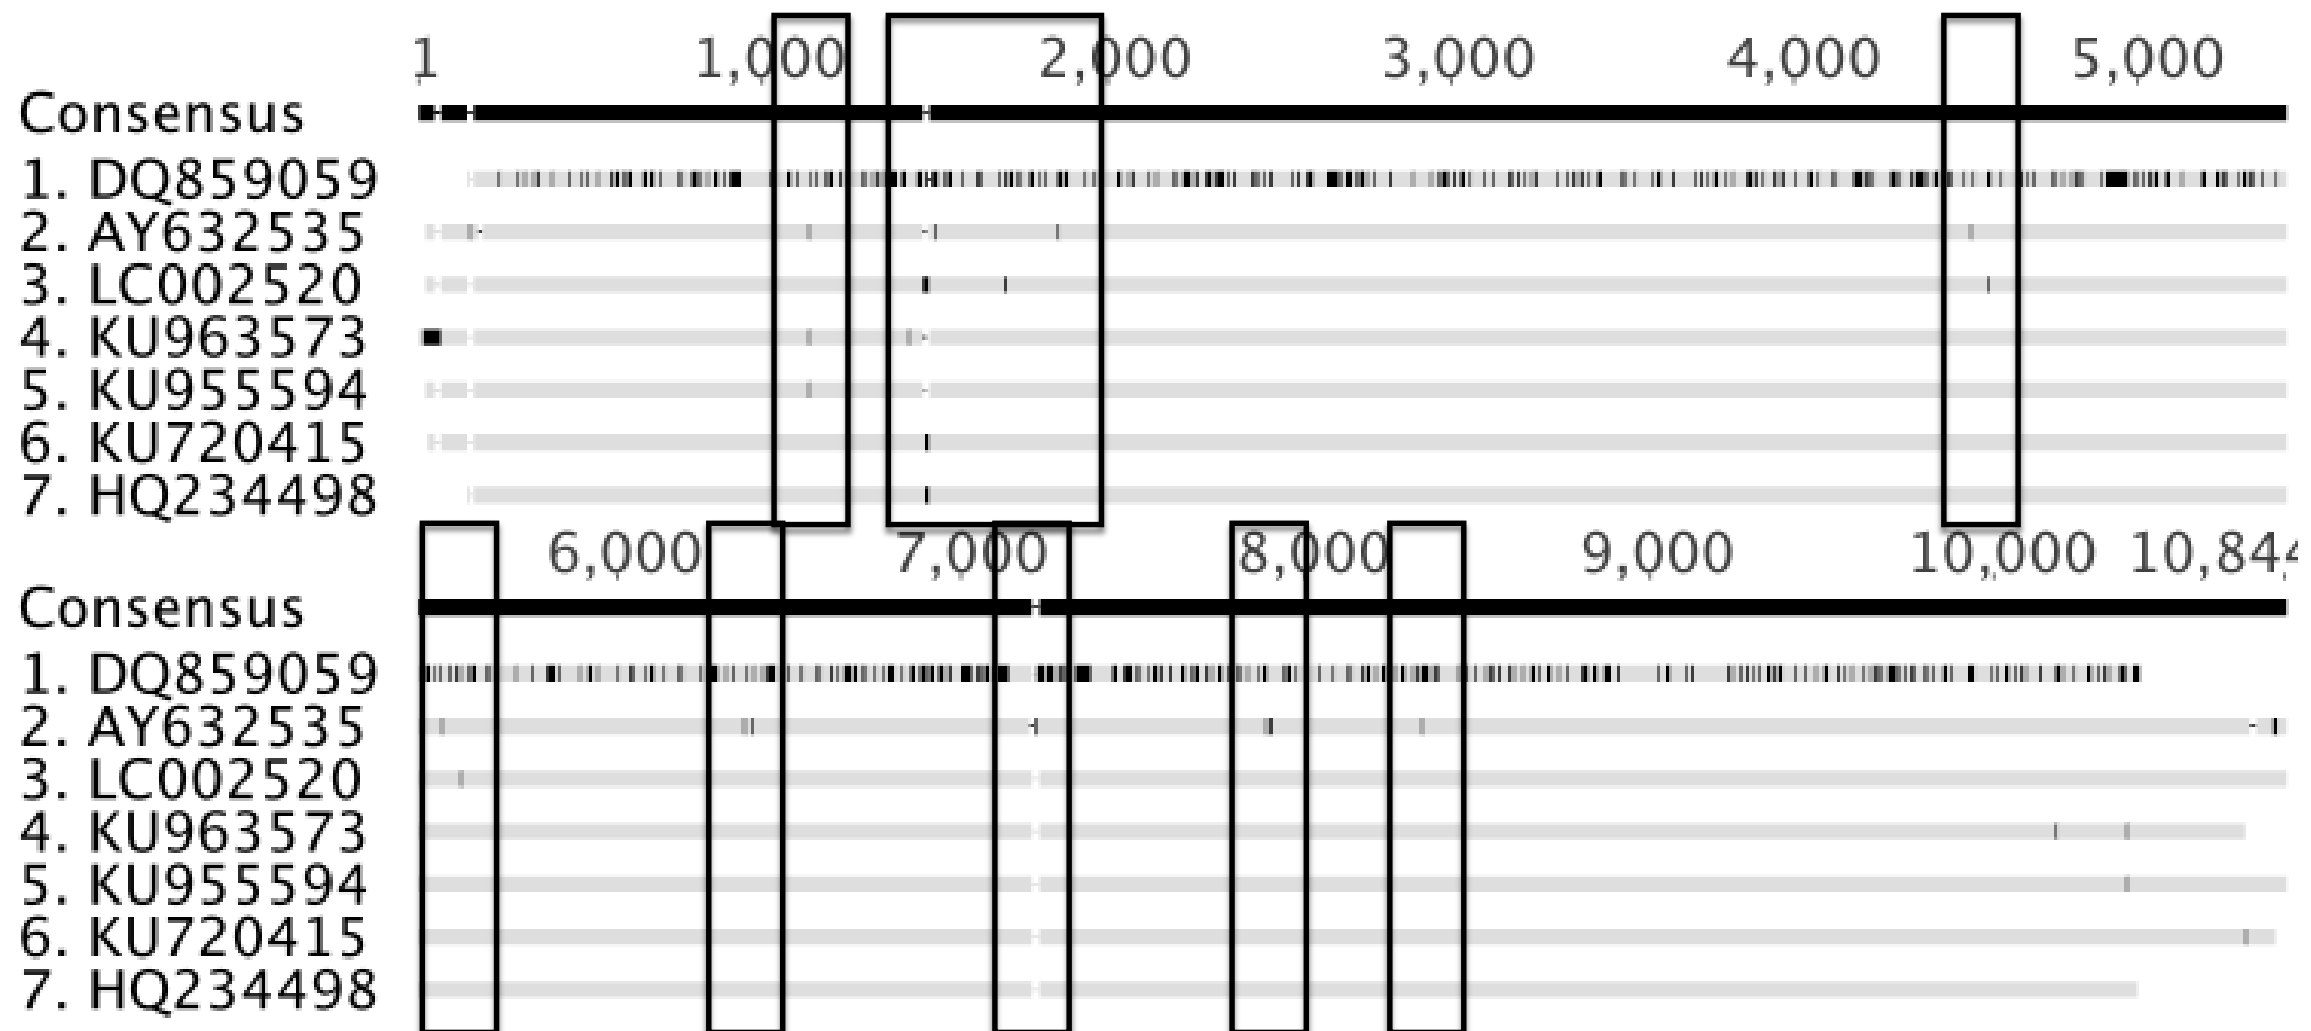 1 1,000 2,000 3,000 4,000 5,000
Consensus
1. DQ859059
2. AY632535
3. LC002520
4. KU963573
5. KU955594
6. KU720415
7. HQ234498
6,000 7,000 8,000 9,000 10,000 10,844
Consensus
1. DQ859059
2. AY632535
3. LC002520
4. KU963573
5. KU955594
6. KU720415
7. HQ234498